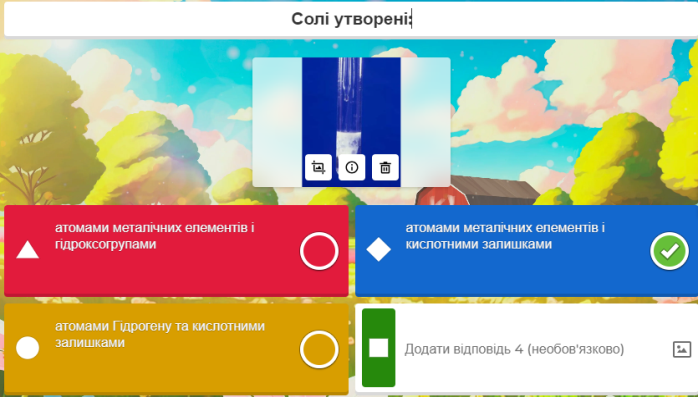 Солі утворені:
атомами металічних елементів і
гідроксогрупами
атомами металічних елементів і
кислотними залишками
атомами Гідрогену та кислотними
залишками
Додати відповідь 4 (необов'язково)